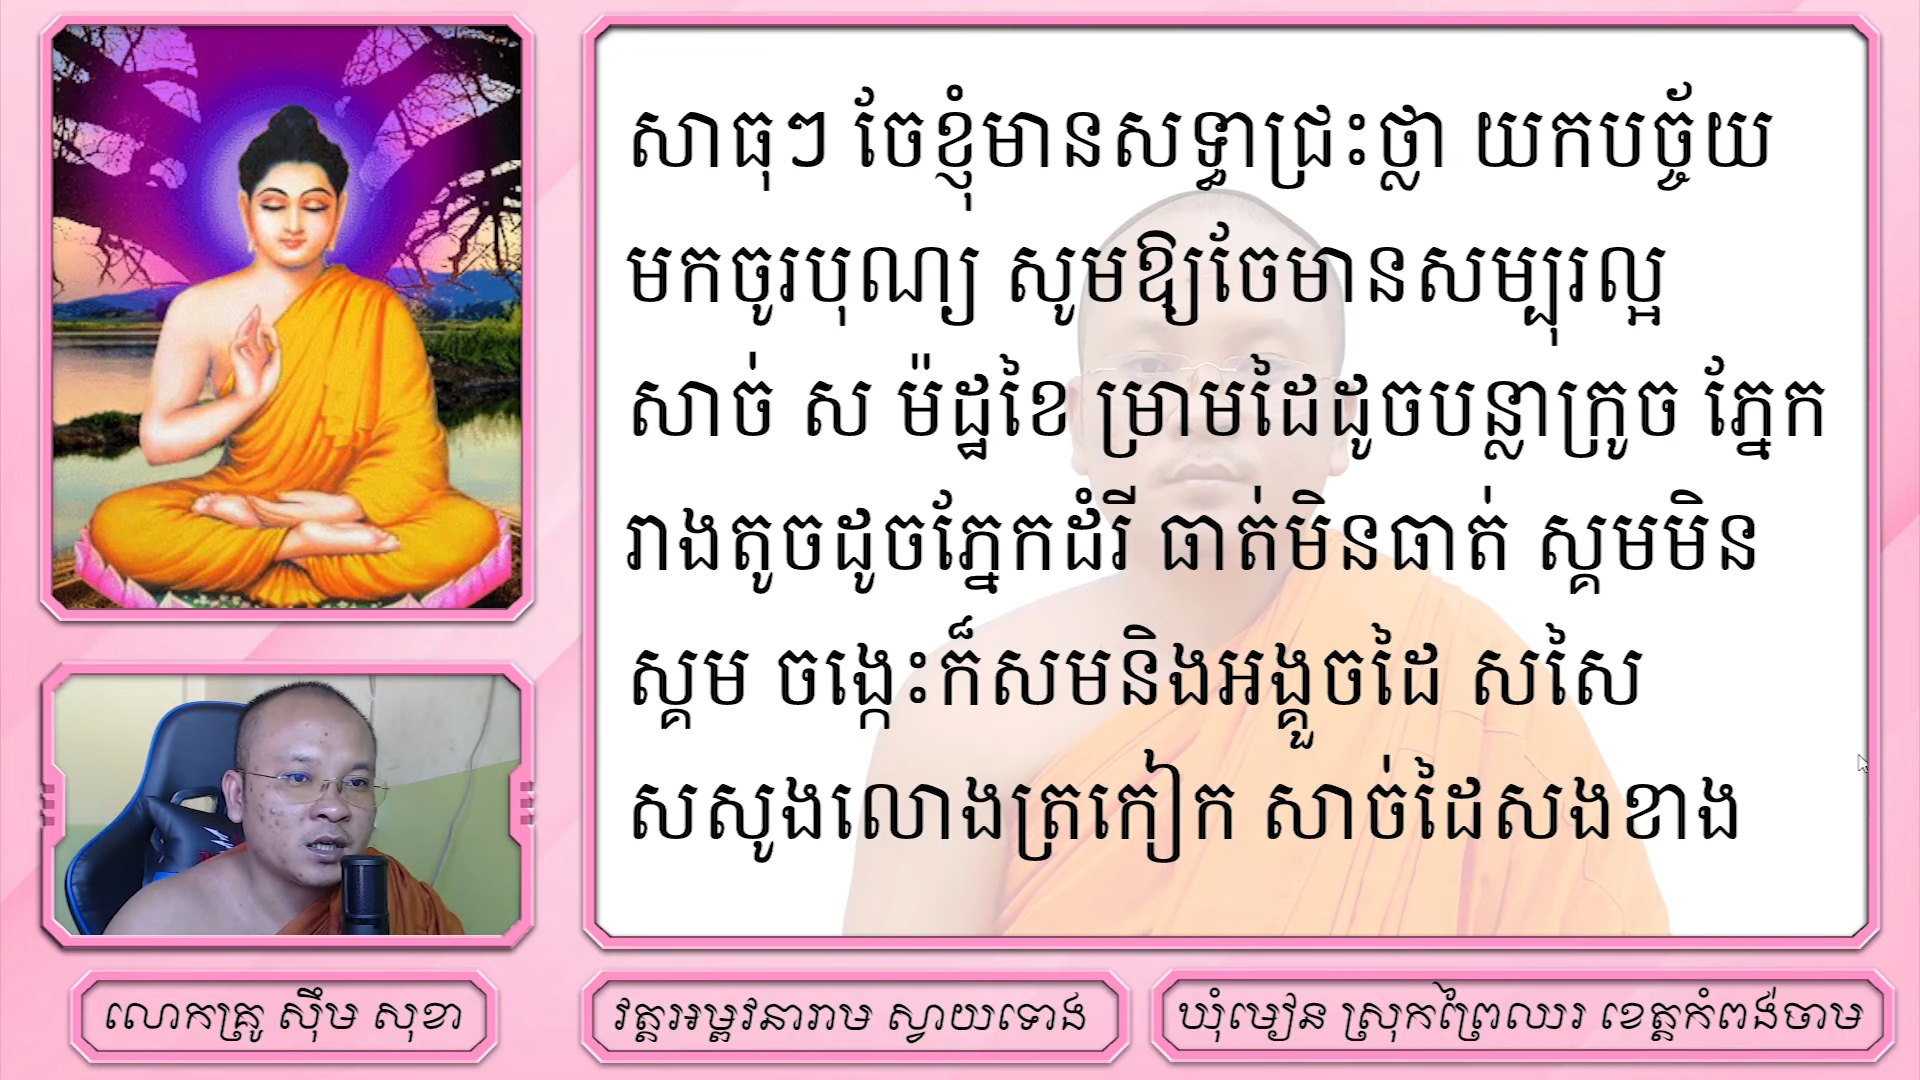 សាធុៗ ចែខ្ញុំមានសទ្ធាជ្រះថ្លា យកបច្ច័យ
មកចូរបុណ្យ សូមឱ្យចែមានសម្បុរល្អ
សាច់ ស ម៉ដ្ឋខៃ ម្រាមដៃដូចបន្លាក្រូច ភ្នែក
រាងតូចដូចភ្នែកដំរី ធាត់មិនធាត់ ស្គមមិន
ស្គម ចង្កេះក៏សមនិងអង្គួចដៃ សសៃ
សសូងលោងត្រកៀក សាច់ដៃសងខាង
លោកគ្រូ ស៊ឹម សុខា
វត្តអម្ពវនារាម ស្វាយទោង
ឃុំមៀន ស្រុកព្រៃឈរ ខេត្តកំពង់ចាម